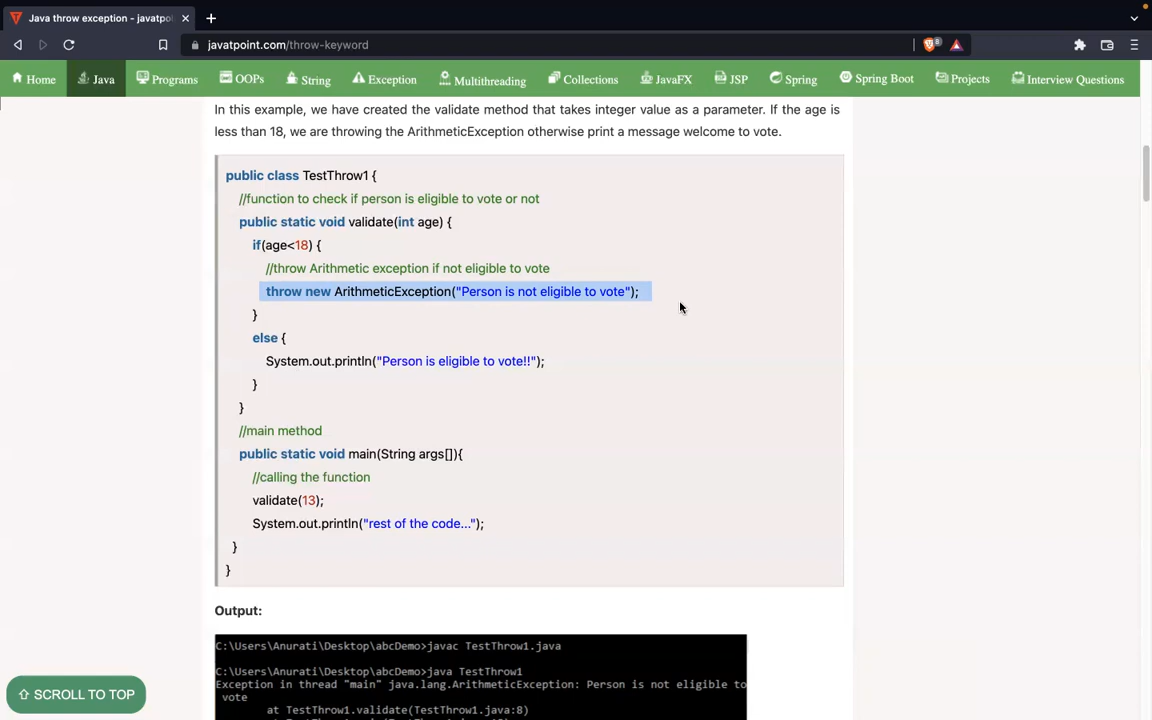 Java throw exception - javatpoi
javatpoint.com/throw-keyword
8
Home Java Programs OOPs String Exception Multithreading Collections JavaFX JSP Spring Spring Boot Projects Interview Questions
In this example, we have created the validate method that takes integer value as a parameter. If the age is
less than 18, we are throwing the ArithmeticException otherwise print a message welcome to vote.
public class TestThrow1 {
//function to check if person is eligible to vote or not
public static void validate(int age) {
if(age<18) {
//throw Arithmetic exception if not eligible to vote
throw new ArithmeticException("Person is not eligible to vote");
}
else {
System.out.println("Person is eligible to vote!!");
}
}
//main method
public static void main(String args[]){
//calling the function
validate(13);
System.out.println("rest of the code...");
}
}
Output:
C:\Users\Anurati\Desktop\abcDemo>javac TestThrow1.java
C:\Users\Anurati\Desktop\abcDemo>java TestThrow1
Exception in thread "main" java.lang.ArithmeticException: Person is not eligible to
vote
at TestThrow1.validate(TestThrow1.java:8)
SCROLL TO TOP